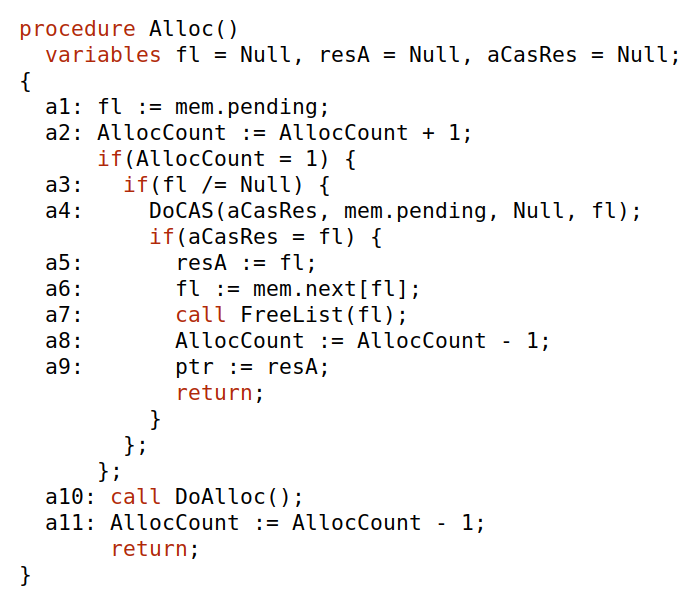 procedure Alloc()
  variables fl = Null, resA = Null, aCasRes = Null;
{
  a1: fl := mem.pending;
  a2: AllocCount := AllocCount + 1;
      if(AllocCount = 1) {
  a3:   if(fl /= Null) {
  a4:     DoCAS(aCasRes, mem.pending, Null, fl);
          if(aCasRes = fl) {
  a5:       resA := fl;
  a6:       fl := mem.next[fl];
  a7:       call FreeList(fl);
  a8:       AllocCount := AllocCount - 1;
  a9:       ptr := resA;
            return;
          }
        };
      };
  a10: call DoAlloc();
  a11: AllocCount := AllocCount - 1;
       return;
}